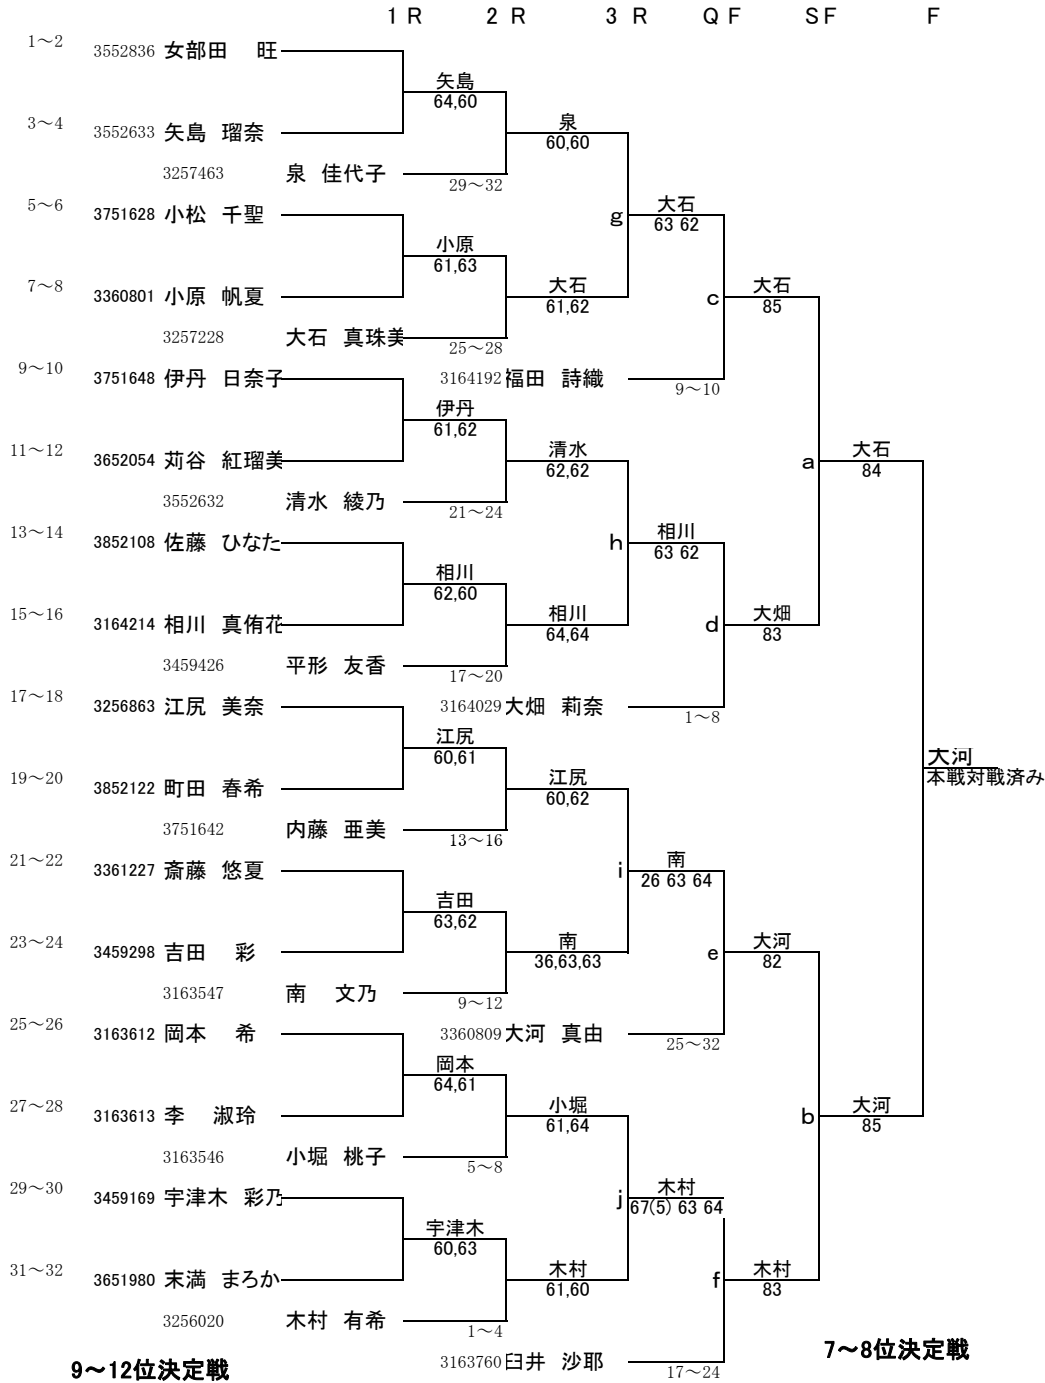 1 R 2 R 3 R Q F S F F
1～2 3552836 女部田 旺
矢島
64,60
3～4 3552633 矢島 瑠奈
泉
60,60
3257463 泉 佳代子
29～32
5～6 3751628 小松 千聖
g
大石
63 62
小原
61,63
7～8 3360801 小原 帆夏
大石
61,62
c
大石
85
3257228 大石 真珠美
25～28
9～10 3751648 伊丹 日奈子
3164192 福田 詩織
9～10
伊丹
61,62
11～12 3652054 苅谷 紅瑠美
清水
62,62
a
大石
84
3552632 清水 綾乃
21～24
13～14 3852108 佐藤 ひなた
h
相川
63 62
相川
62,60
15～16 3164214 相川 真侑花
相川
64,64
d
大畑
83
3459426 平形 友香
17～20
17～18 3256863 江尻 美奈
3164029 大畑 莉奈
1～8
江尻
60,61
大河
本戦対戦済み
19～20 3852122 町田 春希
江尻
60,62
3751642 内藤 亜美
13～16
21～22 3361227 斎藤 悠夏
i
南
26 63 64
吉田
63,62
23～24 3459298 吉田 彩
南
36,63,63
e
大河
82
3163547 南 文乃
9～12
25～26 3163612 岡本 希
3360809 大河 真由
25～32
岡本
64,61
27～28 3163613 李 淑玲
小堀
61,64
b
大河
85
3163546 小堀 桃子
5～8
29～30 3459169 宇津木 彩乃
j
木村
67(5) 63 64
宇津木
60,63
31～32 3651980 末満 まろか
木村
61,60
f
木村
83
3256020 木村 有希
1～4
3163760 臼井 沙耶
17～24
9～12位決定戦
7～8位決定戦